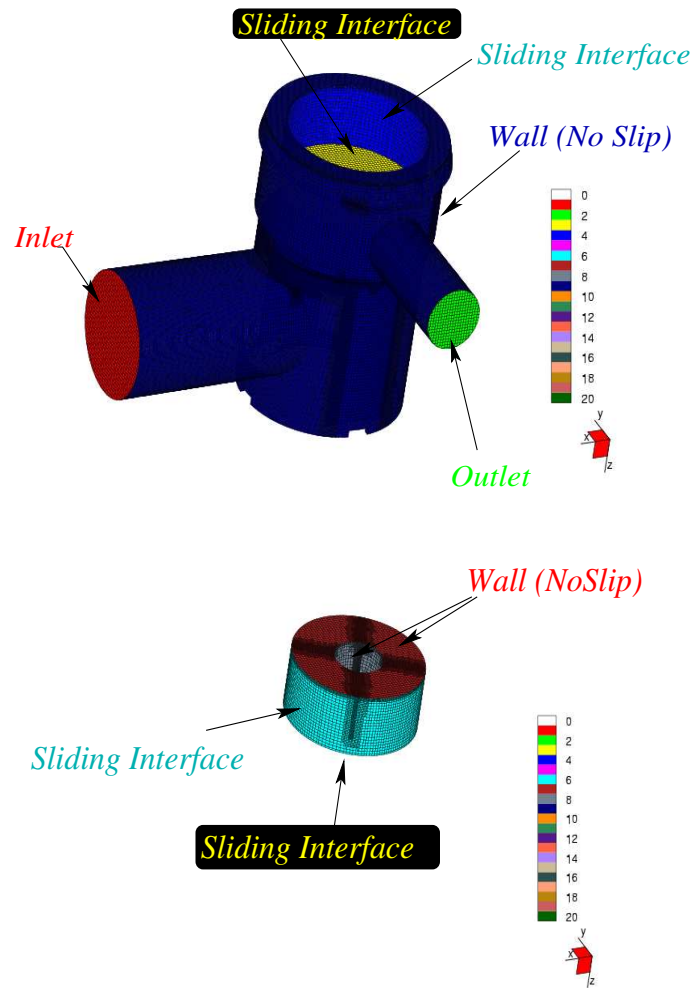 Sliding Interface
Sliding Interface
Wall (No Slip)
Inlet
Outlet
0
2
4
6
8
10
12
14
16
18
20
y
x
z
Wall (NoSlip)
Sliding Interface
Sliding Interface
0
2
4
6
8
10
12
14
16
18
20
y
x
z